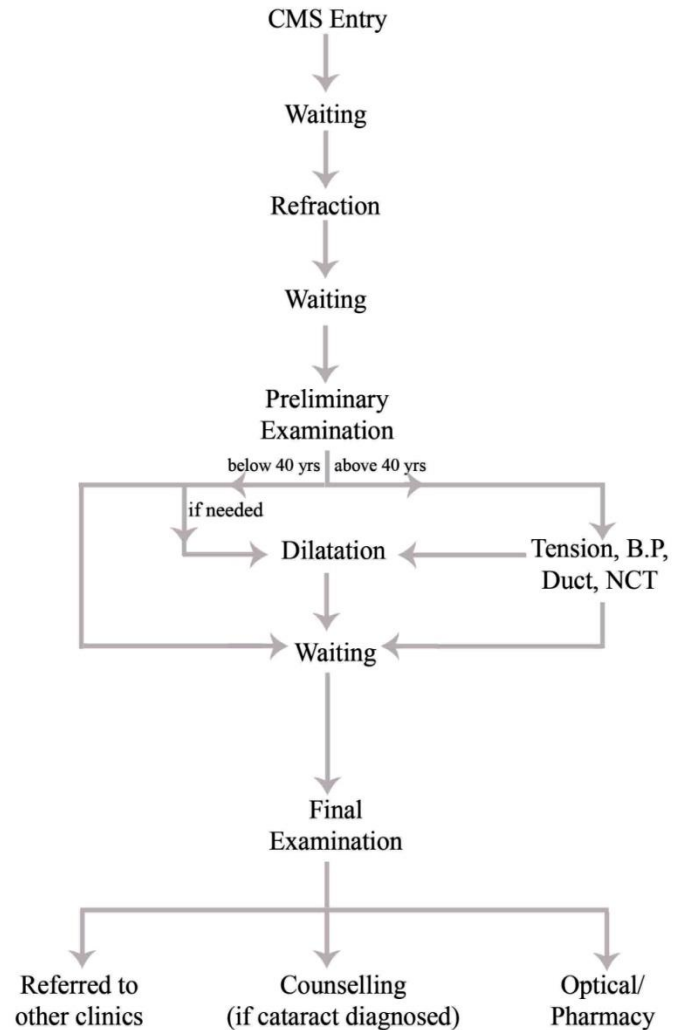 CMS Entry
Waiting
Refraction
Waiting
Preliminary
Examination
below 40 yrs
above 40 yrs
if needed
Dilatation
Tension, B.P,
Duct, NCT
Waiting
Final
Examination
Referred to
other clinics
Counselling
(if cataract diagnosed)
Optical/
Pharmacy